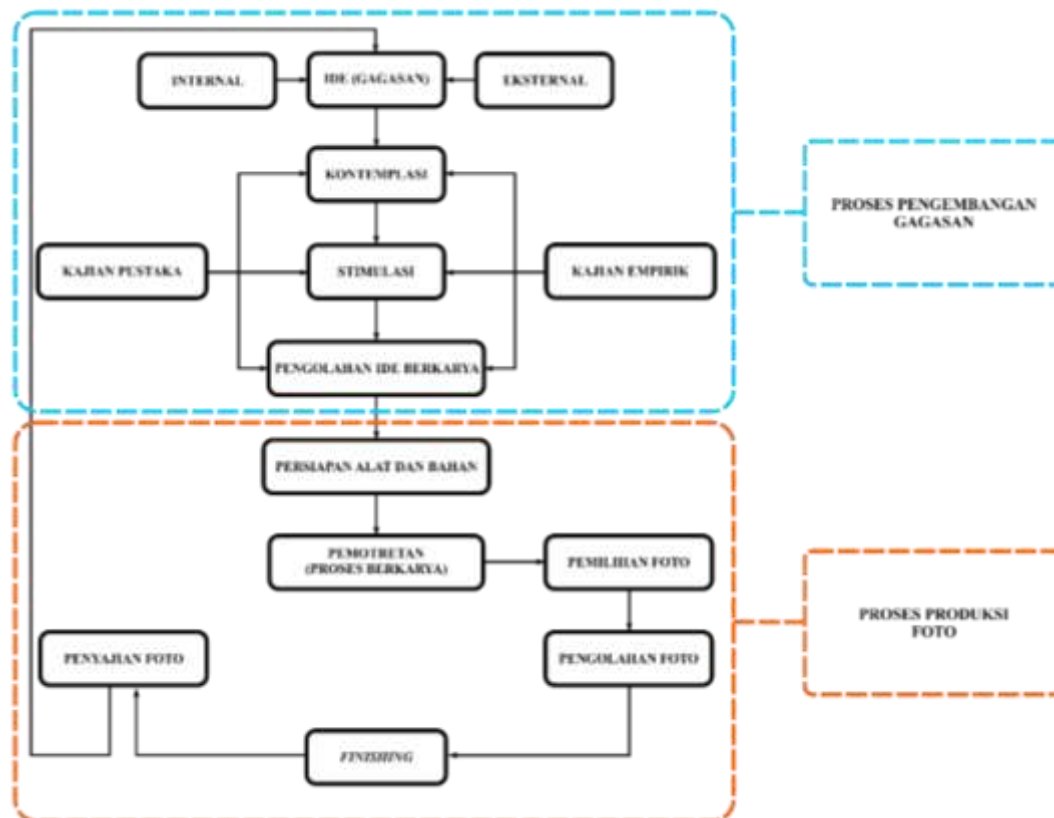 INTERNAL
IDE (GAGASAN)
EKSTERNAL
KONTEMPLASI
PROSES PENGEMBANGAN
GAGASAN
KAJIAN PUSTAKA
STIMULASI
KAJIAN EMPIRIK
PENGOLAHAN IDE BERKARYA
PERSIAPAN ALAT DAN BAHAN
PEMOTRETAN
(PROSES BERKARYA)
PEMILIHAN FOTO
PROSES PRODUKSI
FOTO
PENYAJIAN FOTO
PENGOLAHAN FOTO
FINISHING